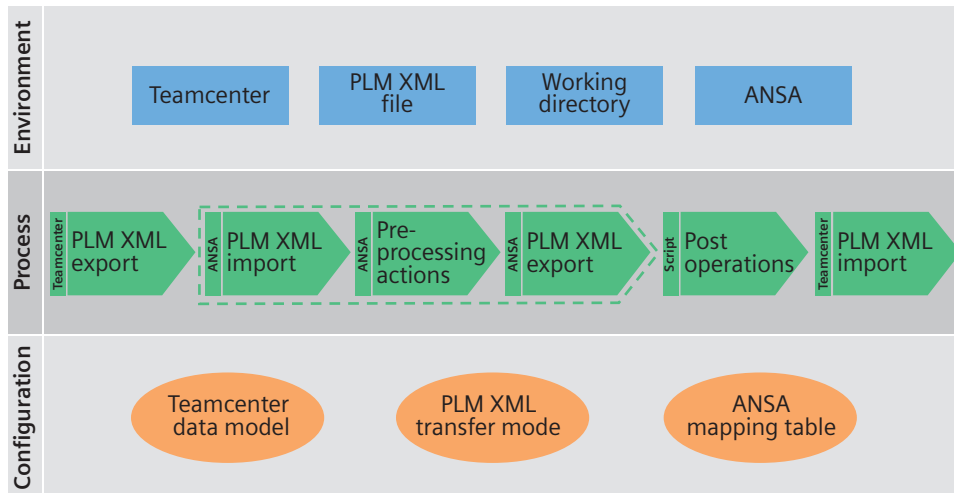 Environment
Teamcenter
PLM XML
file
Working
directory
ANSA
Process
Teamcenter
PLM XML
export
ANSA
PLM XML
import
ANSA
Pre-
processing
actions
ANSA
PLM XML
export
Script
Post
operations
Teamcenter
PLM XML
import
Configuration
Teamcenter
data model
PLM XML
transfer mode
ANSA
mapping table